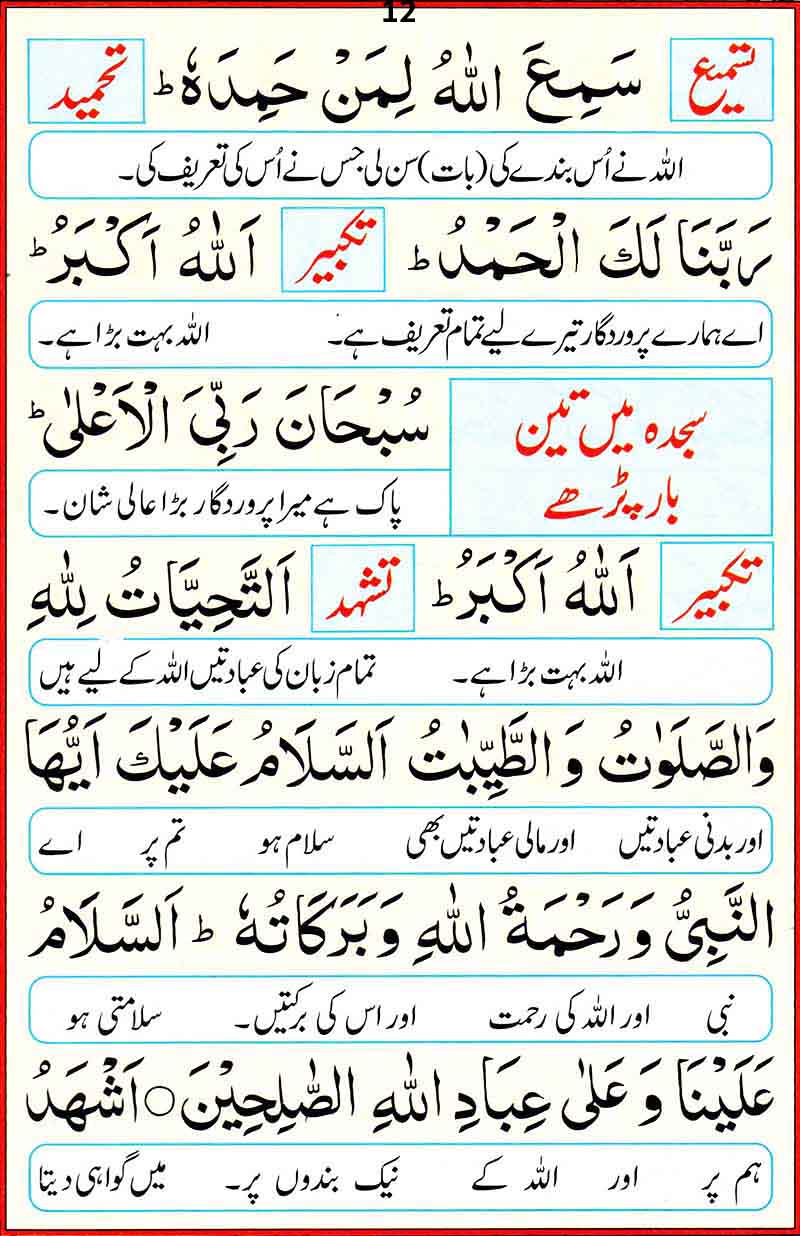 12
تسمیع سَمِعَ اللهُ لِمَنْ حَمِدَهٗ ؕ تحمید
اللہ نے اُس بندے کی (بات) سن لی جس نے اُس کی تعریف کی۔
رَبَّنَا لَكَ الْحَمْدُ ؕ تکبیر اَللهُ اَكْبَرُ ؕ
اے ہمارے پروردگار تیرے لیے تمام تعریف ہے۔ اللہ بہت بڑا ہے۔
سجدہ میں تین
بار پڑھے
سُبْحَانَ رَبِّيَ الْاَعْلٰى ؕ
پاک ہے میرا پروردگار بڑا عالی شان۔
تکبیر اَللهُ اَكْبَرُ ؕ تشہد اَلتَّحِيَّاتُ لِلّٰهِ
اللہ بہت بڑا ہے۔ تمام زبان کی عبادتیں اللہ کے لیے ہیں
وَالصَّلَوٰتُ وَالطَّيِّبٰتُ اَلسَّلَامُ عَلَيْكَ اَيُّهَا
اور بدنی عبادتیں اور مالی عبادتیں بھی سلام ہو تم پر اے
النَّبِيُّ وَرَحْمَةُ اللهِ وَبَرَكَاتُهٗ ؕ اَلسَّلَامُ
نبی اور اللہ کی رحمت اور اس کی برکتیں۔ سلامتی ہو
عَلَيْنَا وَعَلٰى عِبَادِ اللهِ الصّٰلِحِيْنَ ○ اَشْهَدُ
ہم پر اور اللہ کے نیک بندوں پر۔ میں گواہی دیتا